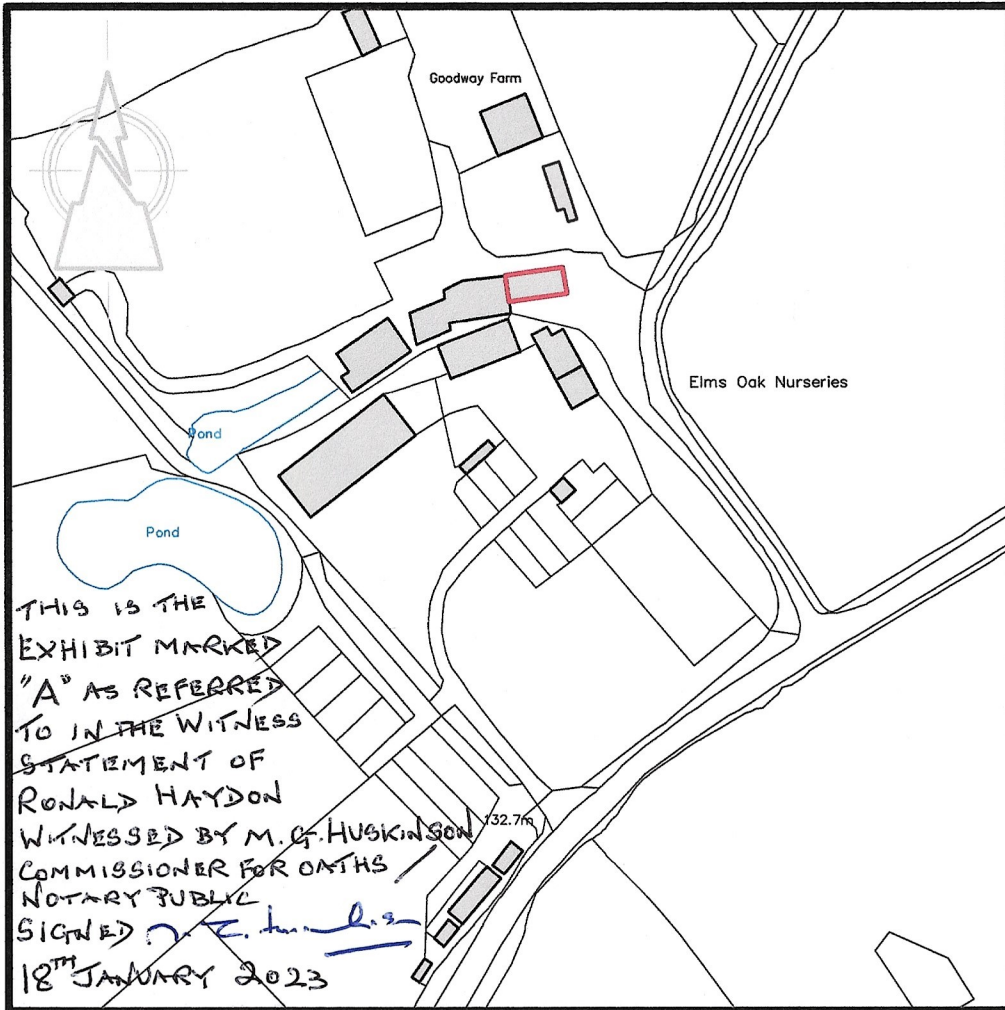 Goodway Farm
Elms Oak Nurseries
Pond
Pond
132.7m
THIS IS THE
EXHIBIT MARKED
"A" AS REFERRED
TO IN THE WITNESS
STATEMENT OF
RONALD HAYDON
WITNESSED BY M. G. HUSKINSON
COMMISSIONER FOR OATHS /
NOTARY PUBLIC
SIGNED
18TH JANUARY 2023